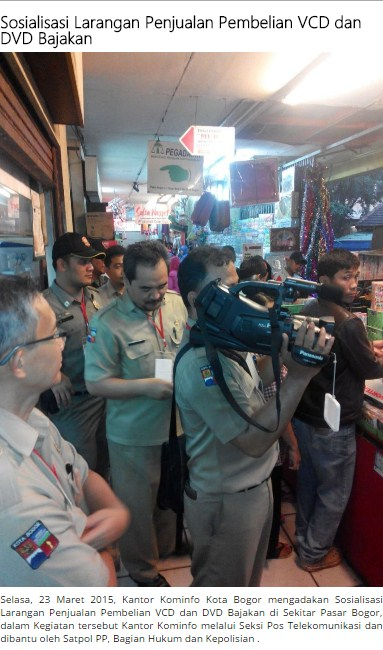 Sosialisasi Larangan Penjualan Pembelian VCD dan
DVD Bajakan
PEGADAIAN
Panasonic
KOTA BOGOR
Selasa, 23 Maret 2015, Kantor Kominfo Kota Bogor mengadakan Sosialisasi
Larangan Penjualan Pembelian VCD dan DVD Bajakan di Sekitar Pasar Bogor,
dalam Kegiatan tersebut Kantor Kominfo melalui Seksi Pos Telekomunikasi dan
dibantu oleh Satpol PP, Bagian Hukum dan Kepolisian .